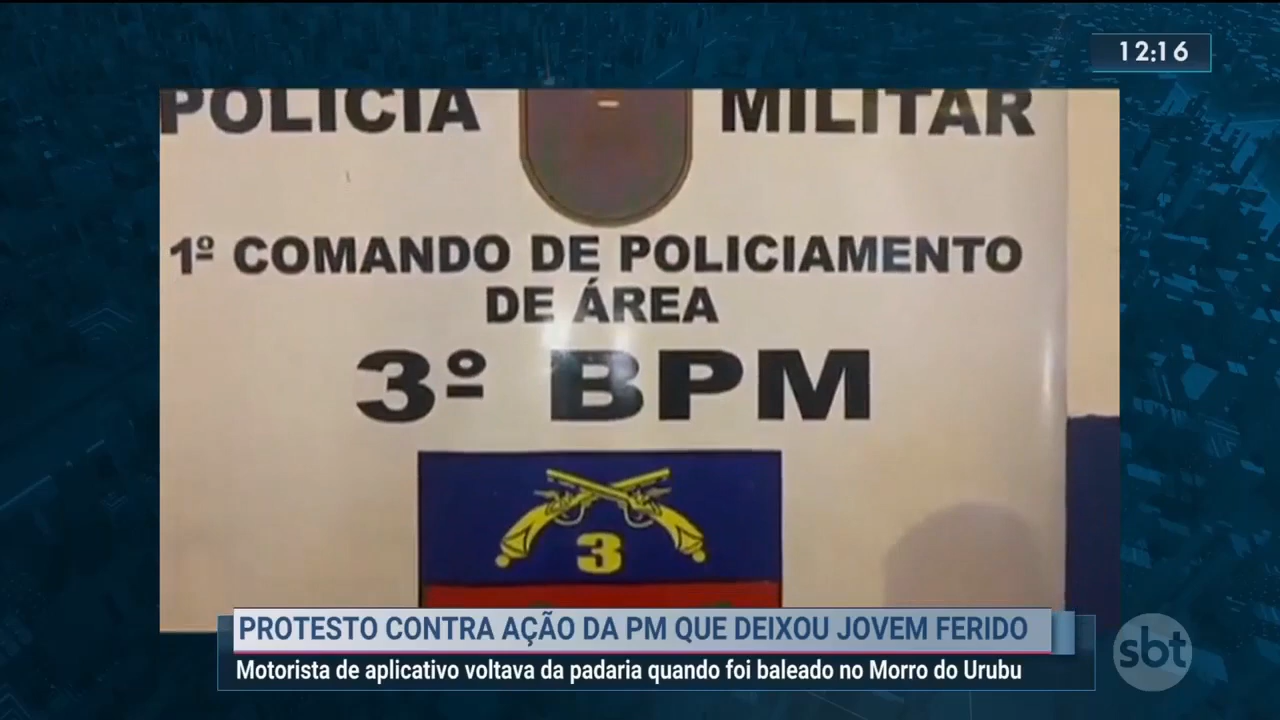 12:16
POLÍCIA MILITAR
1º COMANDO DE POLICIAMENTO
DE ÁREA
3º BPM
3
PROTESTO CONTRA AÇÃO DA PM QUE DEIXOU JOVEM FERIDO
Motorista de aplicativo voltava da padaria quando foi baleado no Morro do Urubu
sbt